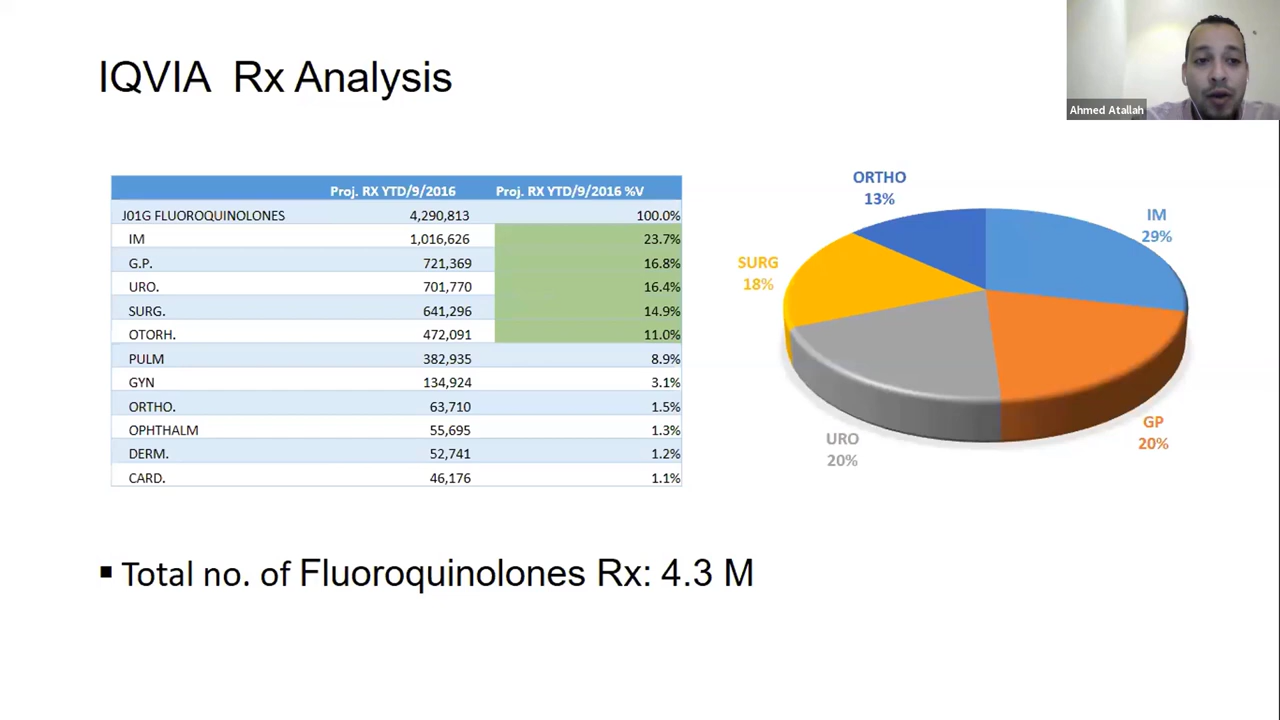 IQVIA Rx Analysis
Ahmed Atallah
Proj. RX YTD/9/2016 Proj. RX YTD/9/2016 %V
J01G FLUOROQUINOLONES 4,290,813 100.0%
IM 1,016,626 23.7%
G.P. 721,369 16.8%
URO. 701,770 16.4%
SURG. 641,296 14.9%
OTORH. 472,091 11.0%
PULM 382,935 8.9%
GYN 134,924 3.1%
ORTHO. 63,710 1.5%
OPHTHALM 55,695 1.3%
DERM. 52,741 1.2%
CARD. 46,176 1.1%
ORTHO
13%
IM
29%
SURG
18%
GP
20%
URO
20%
▪ Total no. of Fluoroquinolones Rx: 4.3 M